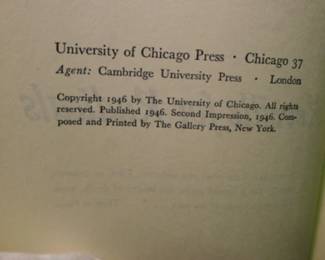 University of Chicago Press · Chicago 37
Agent: Cambridge University Press · London
Copyright 1946 by The University of Chicago. All rights
reserved. Published 1946. Second Impression, 1946. Com-
posed and Printed by The Gallery Press, New York.